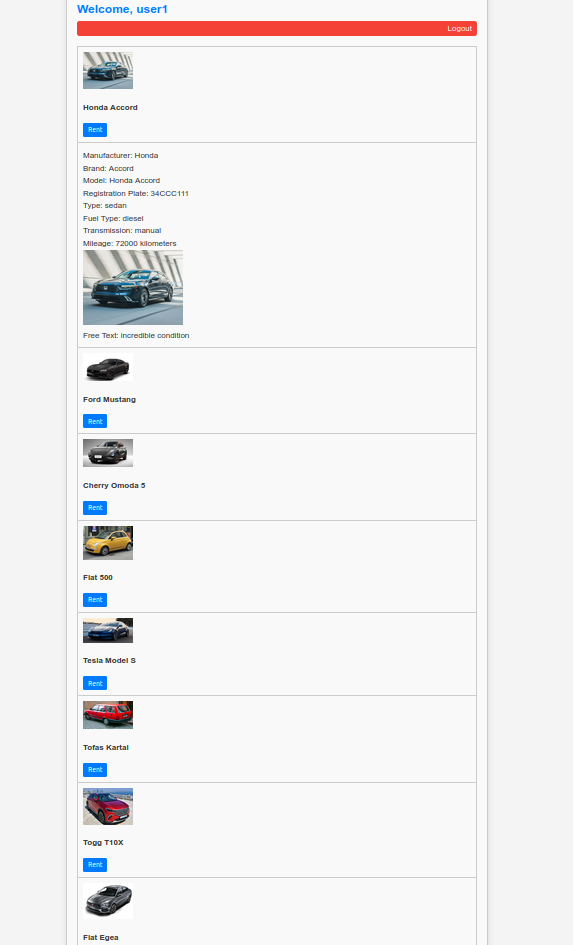 Welcome, user1
Logout
Honda Accord
Rent
Manufacturer: Honda
Brand: Accord
Model: Honda Accord
Registration Plate: 34CCC111
Type: sedan
Fuel Type: diesel
Transmission: manual
Mileage: 72000 kilometers
Free Text: incredible condition
Ford Mustang
Rent
Cherry Omoda 5
Rent
Fiat 500
Rent
Tesla Model S
Rent
Tofas Kartal
Rent
Togg T10X
Rent
Fiat Egea